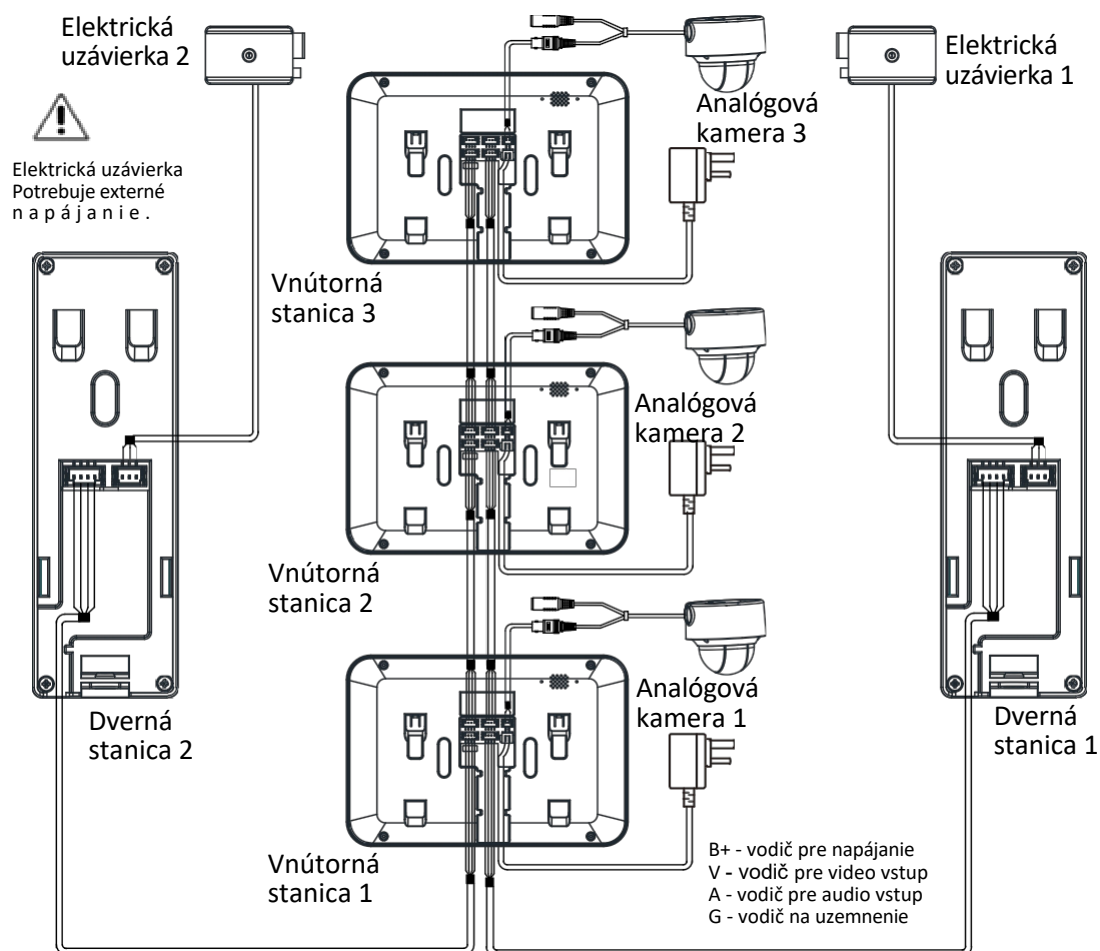 Elektrická
uzávierka 2
Elektrická
uzávierka 1
Analógová
kamera 3
Elektrická uzávierka
Potrebuje externé
n a p á j a n i e .
Vnútorná
stanica 3
Analógová
kamera 2
Vnútorná
stanica 2
Analógová
kamera 1
Dverná
stanica 2
Dverná
stanica 1
Vnútorná
stanica 1
B+ - vodič pre napájanie
V - vodič pre video vstup
A - vodič pre audio vstup
G - vodič na uzemnenie